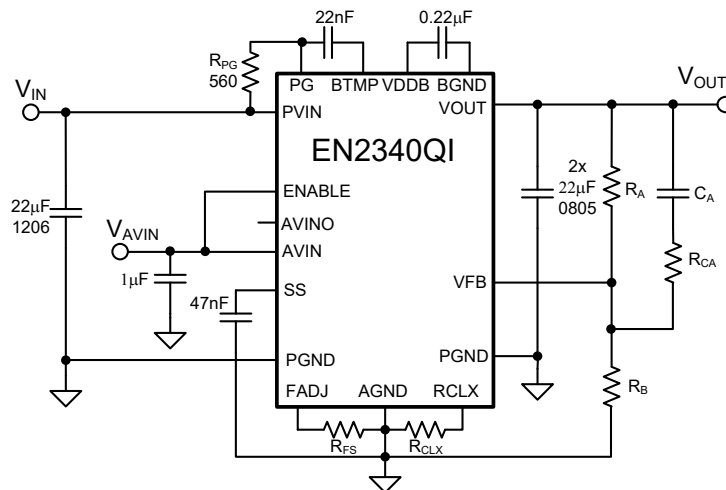 22nF
0.22µF
RPG
560
PG
BTMP
VDDB
BGND
VIN
PVIN
VOUT
VOUT
EN2340QI
ENABLE
2x
22µF
0805
RA
CA
22µF
1206
VAVIN
AVINO
AVIN
1µF
SS
47nF
VFB
RCA
PGND
PGND
FADJ
AGND
RCLX
RB
RFS
RCLX